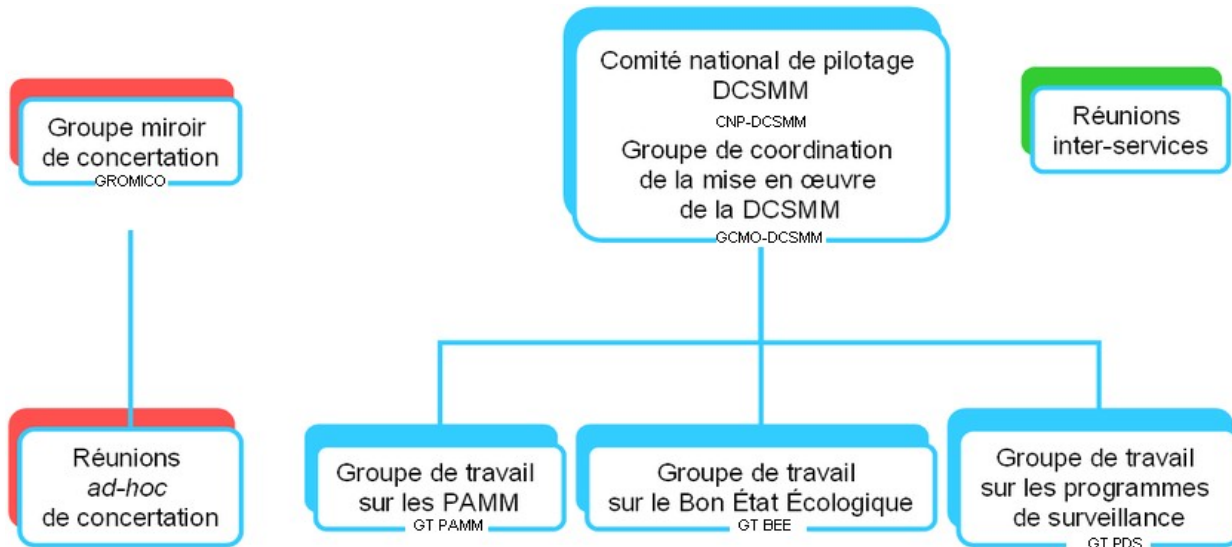 Groupe miroir
de concertation
GROMICO
Comité national de pilotage
DCSMM
CNP-DCSMM
Groupe de coordination
de la mise en œuvre
de la DCSMM
GCMO-DCSMM
Réunions
inter-services
Réunions
ad-hoc
de concertation
Groupe de travail
sur les PAMM
GT PAMM
Groupe de travail
sur le Bon État Écologique
GT BEE
Groupe de travail
sur les programmes
de surveillance
GT PDS